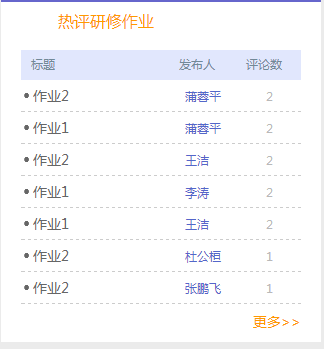 热评研修作业
标题 发布人 评论数
• 作业2 蒲蓉平 2
• 作业1 蒲蓉平 2
• 作业2 王洁 2
• 作业1 李涛 2
• 作业1 王洁 2
• 作业2 杜公桓 1
• 作业2 张鹏飞 1
更多>>